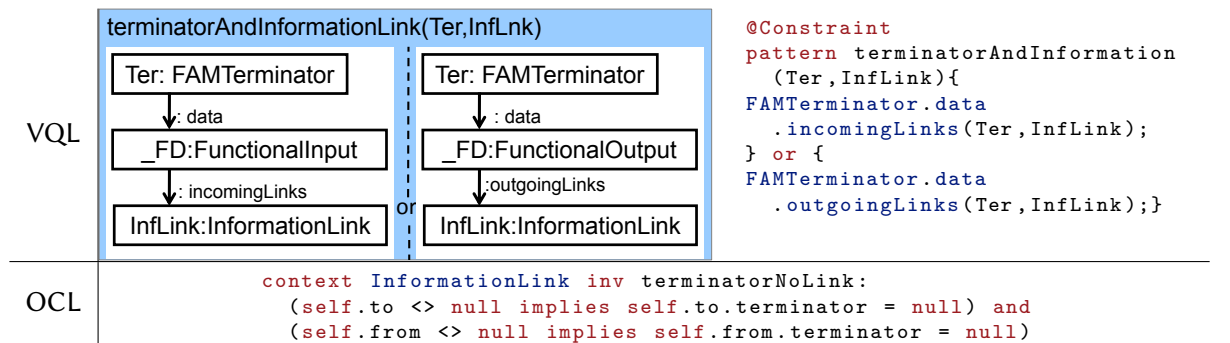 VQL
terminatorAndInformationLink(Ter,InfLnk)
Ter: FAMTerminator
: data
_FD:FunctionalInput
: incomingLinks
InfLink:InformationLink
or
Ter: FAMTerminator
: data
_FD:FunctionalOutput
:outgoingLinks
InfLink:InformationLink
@Constraint
pattern terminatorAndInformation
(Ter,InfLink){
FAMTerminator.data
.incomingLinks(Ter,InfLink);
} or {
FAMTerminator.data
.outgoingLinks(Ter,InfLink);}
OCL
context InformationLink inv terminatorNoLink:
(self.to <> null implies self.to.terminator = null) and
(self.from <> null implies self.from.terminator = null)